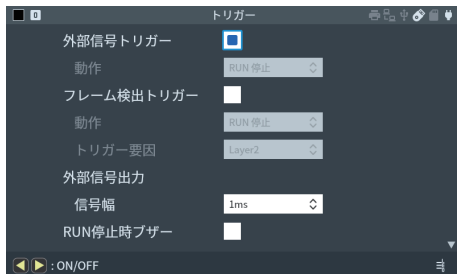 0 トリガー
外部信号トリガー
動作 RUN 停止
フレーム検出トリガー
動作 RUN 停止
トリガー要因 Layer2
外部信号出力
信号幅 1ms
RUN停止時ブザー
: ON/OFF